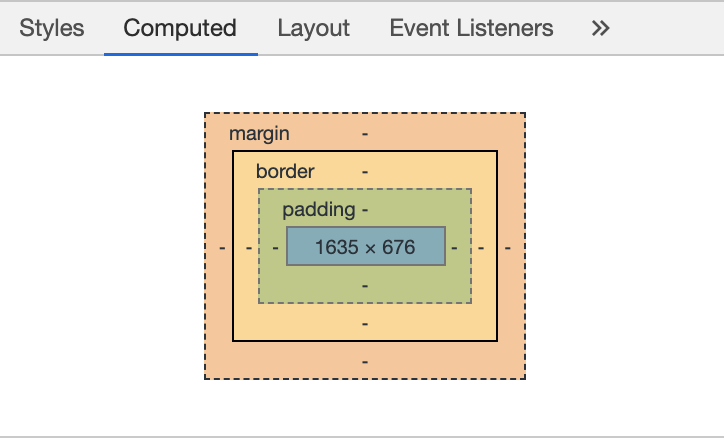 Styles Computed Layout Event Listeners »
margin -
border -
padding -
- - - 1635 × 676 - - -
-
-
-